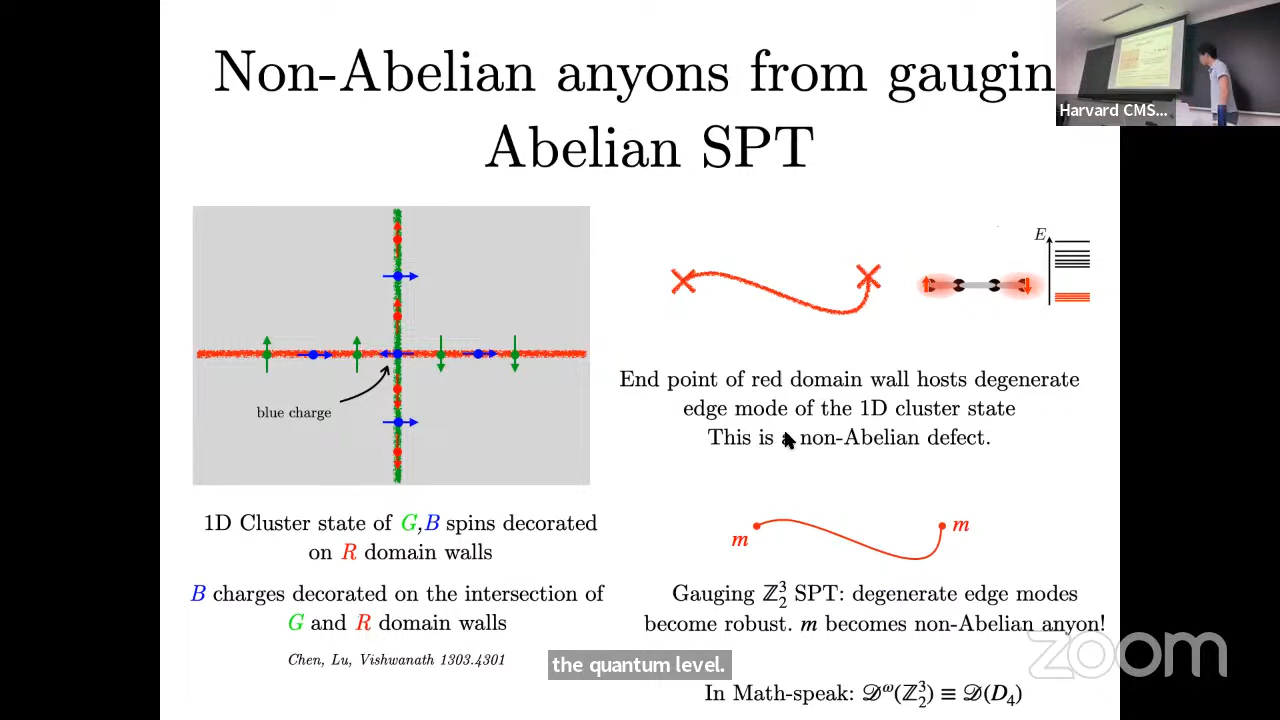 Non-Abelian anyons from gaugin
Abelian SPT
Harvard CMS...
E
blue charge
End point of red domain wall hosts degenerate
edge mode of the 1D cluster state
This is a non-Abelian defect.
1D Cluster state of G,B spins decorated
on R domain walls
m
m
B charges decorated on the intersection of
G and R domain walls
Gauging ℤ₂³ SPT: degenerate edge modes
become robust. m becomes non-Abelian anyon!
Chen, Lu, Vishwanath 1303.4301
the quantum level.
zoom
In Math-speak: 𝒟^ω(ℤ₂³) ≡ 𝒟(D₄)